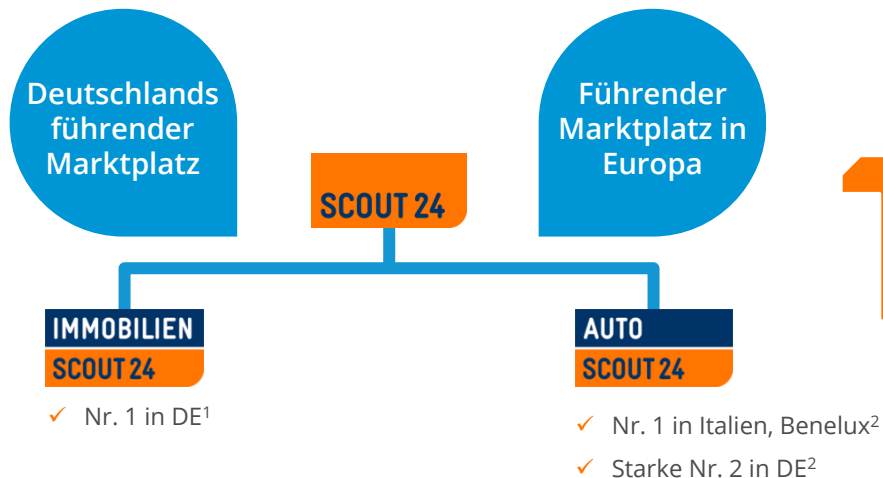 Deutschlands
führender
Marktplatz
Führender
Marktplatz in
Europa
SCOUT 24
IMMOBILIEN
SCOUT 24
✓ Nr. 1 in DE¹
AUTO
SCOUT 24
✓ Nr. 1 in Italien, Benelux²
✓ Starke Nr. 2 in DE²